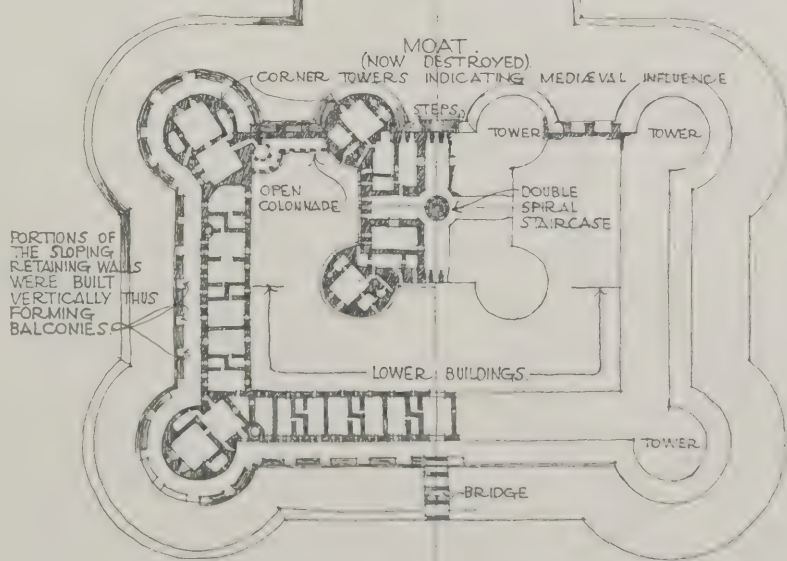 MOAT.
(NOW DESTROYED)
CORNER TOWERS INDICATING MEDIÆVAL INFLUENCE
STEPS
TOWER
TOWER
OPEN
COLONNADE
DOUBLE
SPIRAL
STAIRCASE
PORTIONS OF
THE SLOPING
RETAINING WALLS
WERE BUILT
VERTICALLY THUS
FORMING
BALCONIES.
LOWER BUILDINGS.
TOWER
BRIDGE